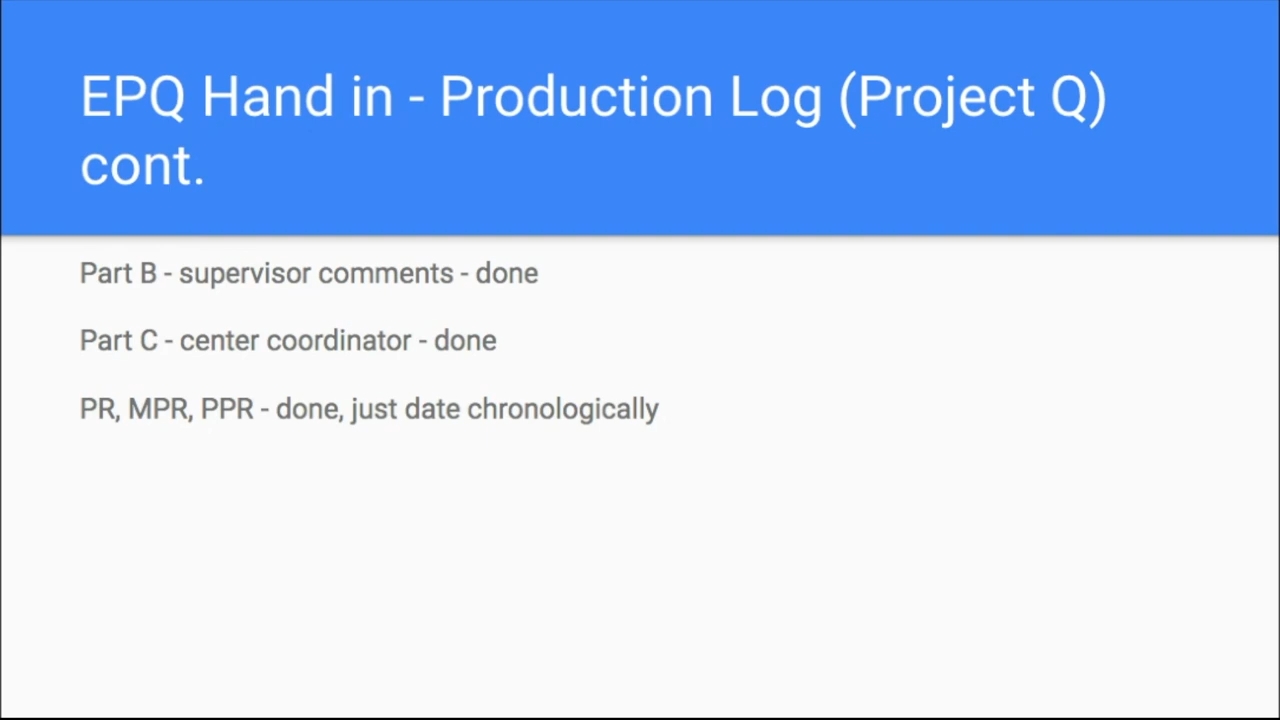 EPQ Hand in - Production Log (Project Q)
cont.
Part B - supervisor comments - done
Part C - center coordinator - done
PR, MPR, PPR - done, just date chronologically